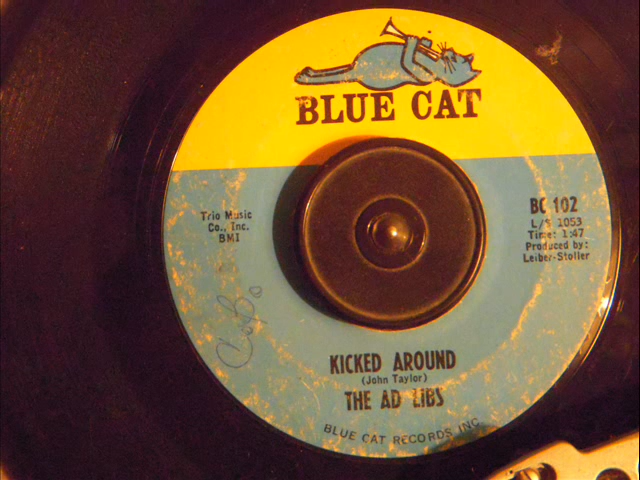 BLUE CAT
Trio Music
Co., Inc.
BMI
BC 102
L/S 1053
Time: 1:47
Produced by:
Leiber-Stoller
KICKED AROUND
(John Taylor)
THE AD LIBS
BLUE CAT RECORDS INC.